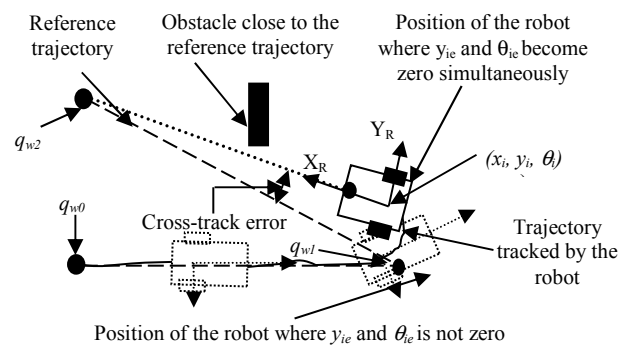 Reference
trajectory
Obstacle close to the
reference trajectory
Position of the robot
where y_ie and θ_ie become
zero simultaneously
q_w2
Y_R
X_R
(x_i, y_i, θ_i)
q_w0
Cross-track error
q_w1
Trajectory
tracked by the
robot
Position of the robot where y_ie and θ_ie is not zero